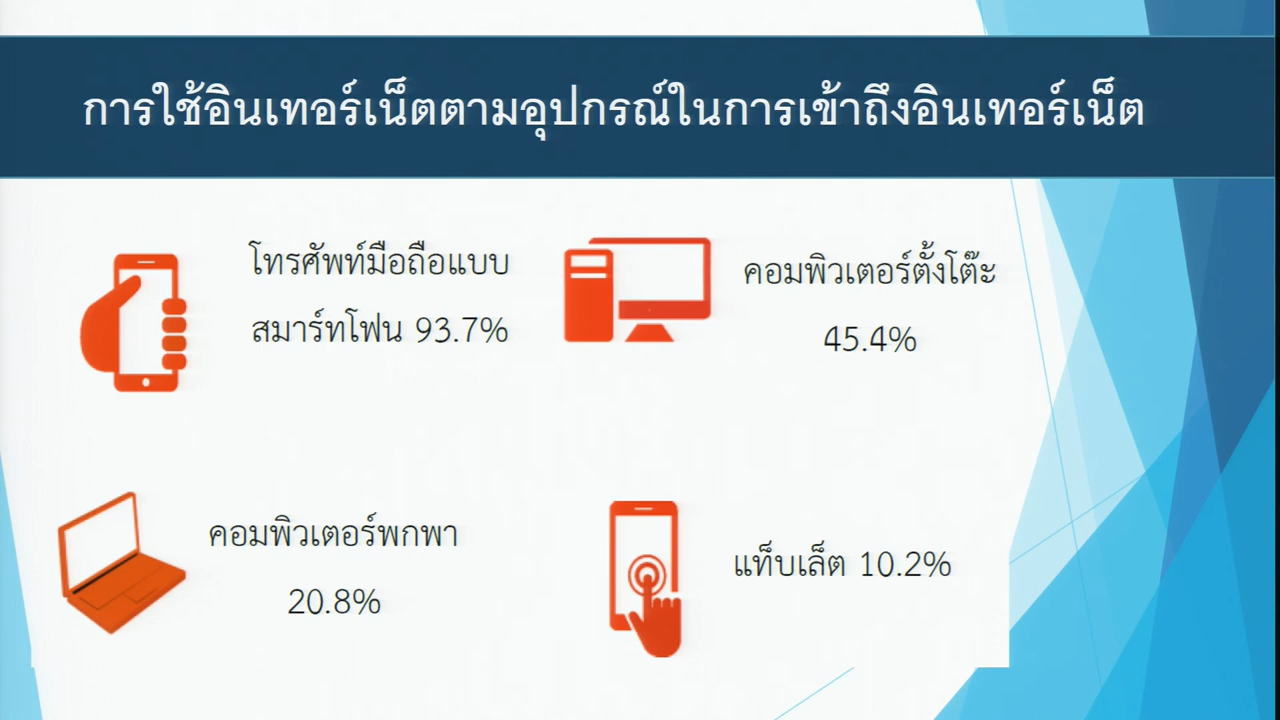 การใช้อินเทอร์เน็ตตามอุปกรณ์ในการเข้าถึงอินเทอร์เน็ต
โทรศัพท์มือถือแบบ
สมาร์ทโฟน 93.7%
คอมพิวเตอร์ตั้งโต๊ะ
45.4%
คอมพิวเตอร์พกพา
20.8%
แท็บเล็ต 10.2%